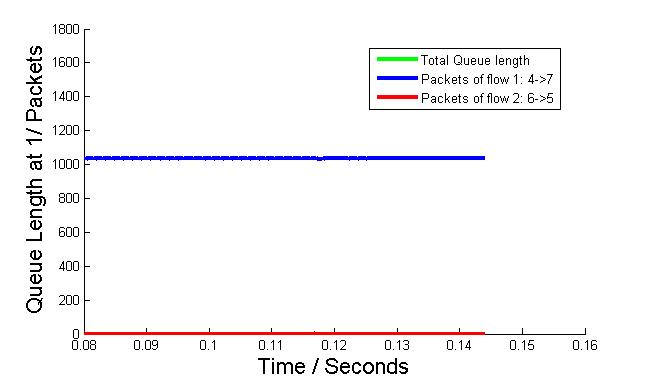 1800
1600
1400
1200
1000
800
600
400
200
0
Queue Length at 1/ Packets
Total Queue length
Packets of flow 1: 4->7
Packets of flow 2: 6->5
0.08 0.09 0.1 0.11 0.12 0.13 0.14 0.15 0.16
Time / Seconds